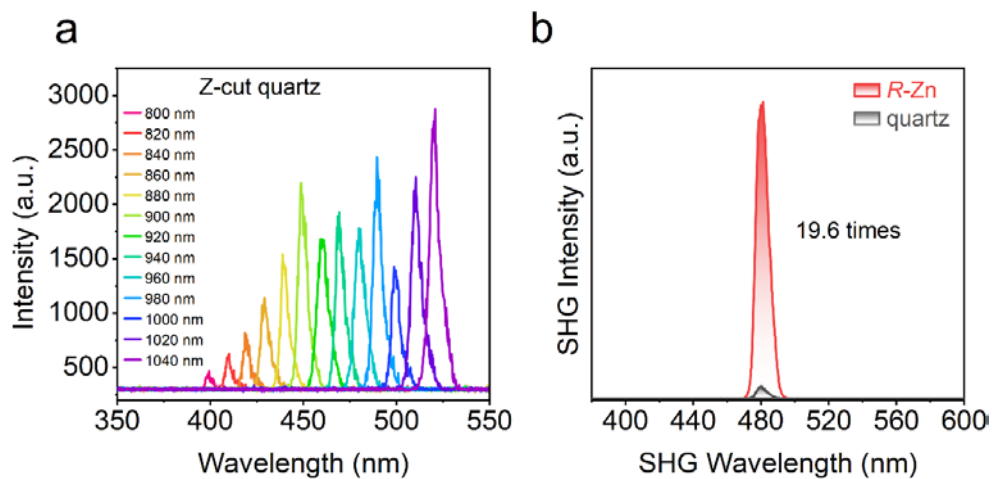 a
Z-cut quartz
800 nm
820 nm
840 nm
860 nm
880 nm
900 nm
920 nm
940 nm
960 nm
980 nm
1000 nm
1020 nm
1040 nm
3000
2500
2000
1500
1000
500
350
400
450
500
550
Intensity (a.u.)
Wavelength (nm)
b
R-Zn
quartz
19.6 times
400
440
480
520
560
600
SHG Intensity (a.u.)
SHG Wavelength (nm)